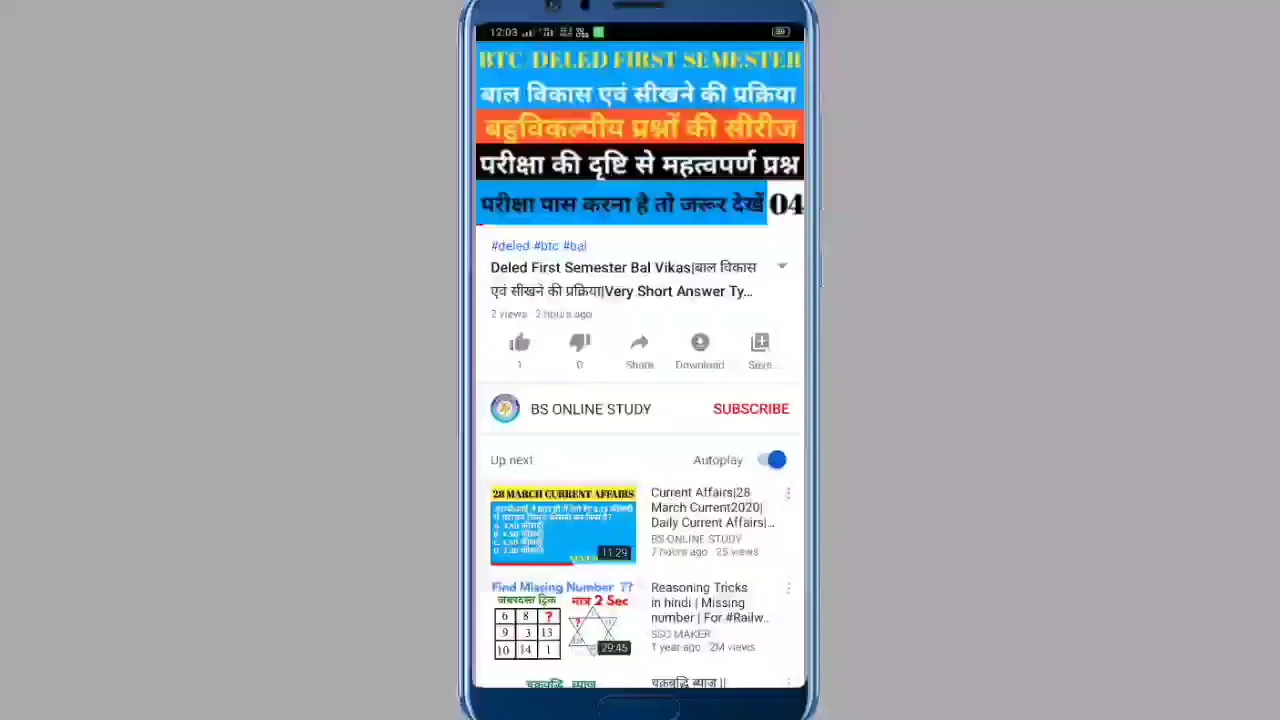 12:03
BTC DELED FIRST SEMESTER
बाल विकास एवं सीखने की प्रक्रिया
बहुविकल्पीय प्रश्नों की सीरीज
परीक्षा की दृष्टि से महत्वपर्ण प्रश्न
परीक्षा पास करना है तो जरूर देखें 04
#deled #btc #bal
Deled First Semester Bal Vikas|बाल विकास
एवं सीखने की प्रक्रिया|Very Short Answer Ty...
2 views 2 hours ago
1 0 Share Download Save
BS ONLINE STUDY SUBSCRIBE
Up next Autoplay
28 MARCH CURRENT AFFAIRS
11:29
Current Affairs|28
March Current2020|
Daily Current Affairs|...
BS ONLINE STUDY
7 hours ago 25 views
Find Missing Number ??
जबरदस्त ट्रिक मात्र 2 Sec
6 8 ?
9 3 13
10 14 1
?
29:45
Reasoning Tricks
in hindi | Missing
number | For #Railw...
SSC MAKER
1 year ago 2M views
चक्रवृद्धि ब्याज
चक्रवृद्धि ब्याज ||